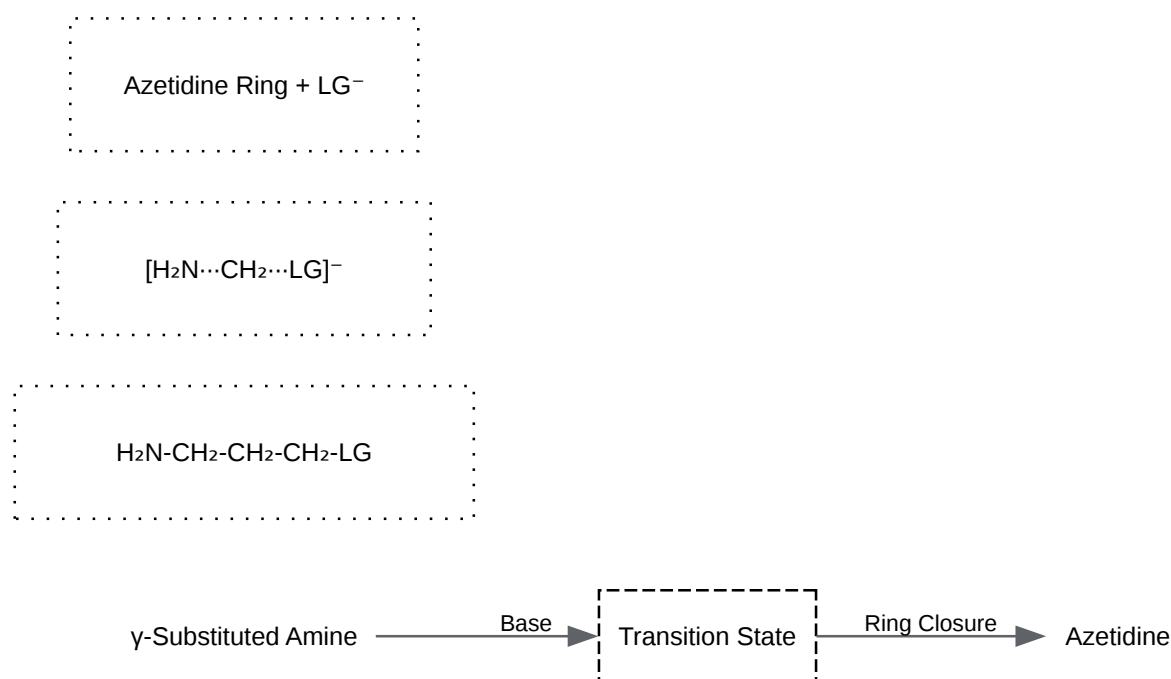 Azetidine Ring + LG⁻
[H₂N···CH₂···LG]⁻
H₂N-CH₂-CH₂-CH₂-LG
γ-Substituted Amine
Base
Transition State
Ring Closure
Azetidine